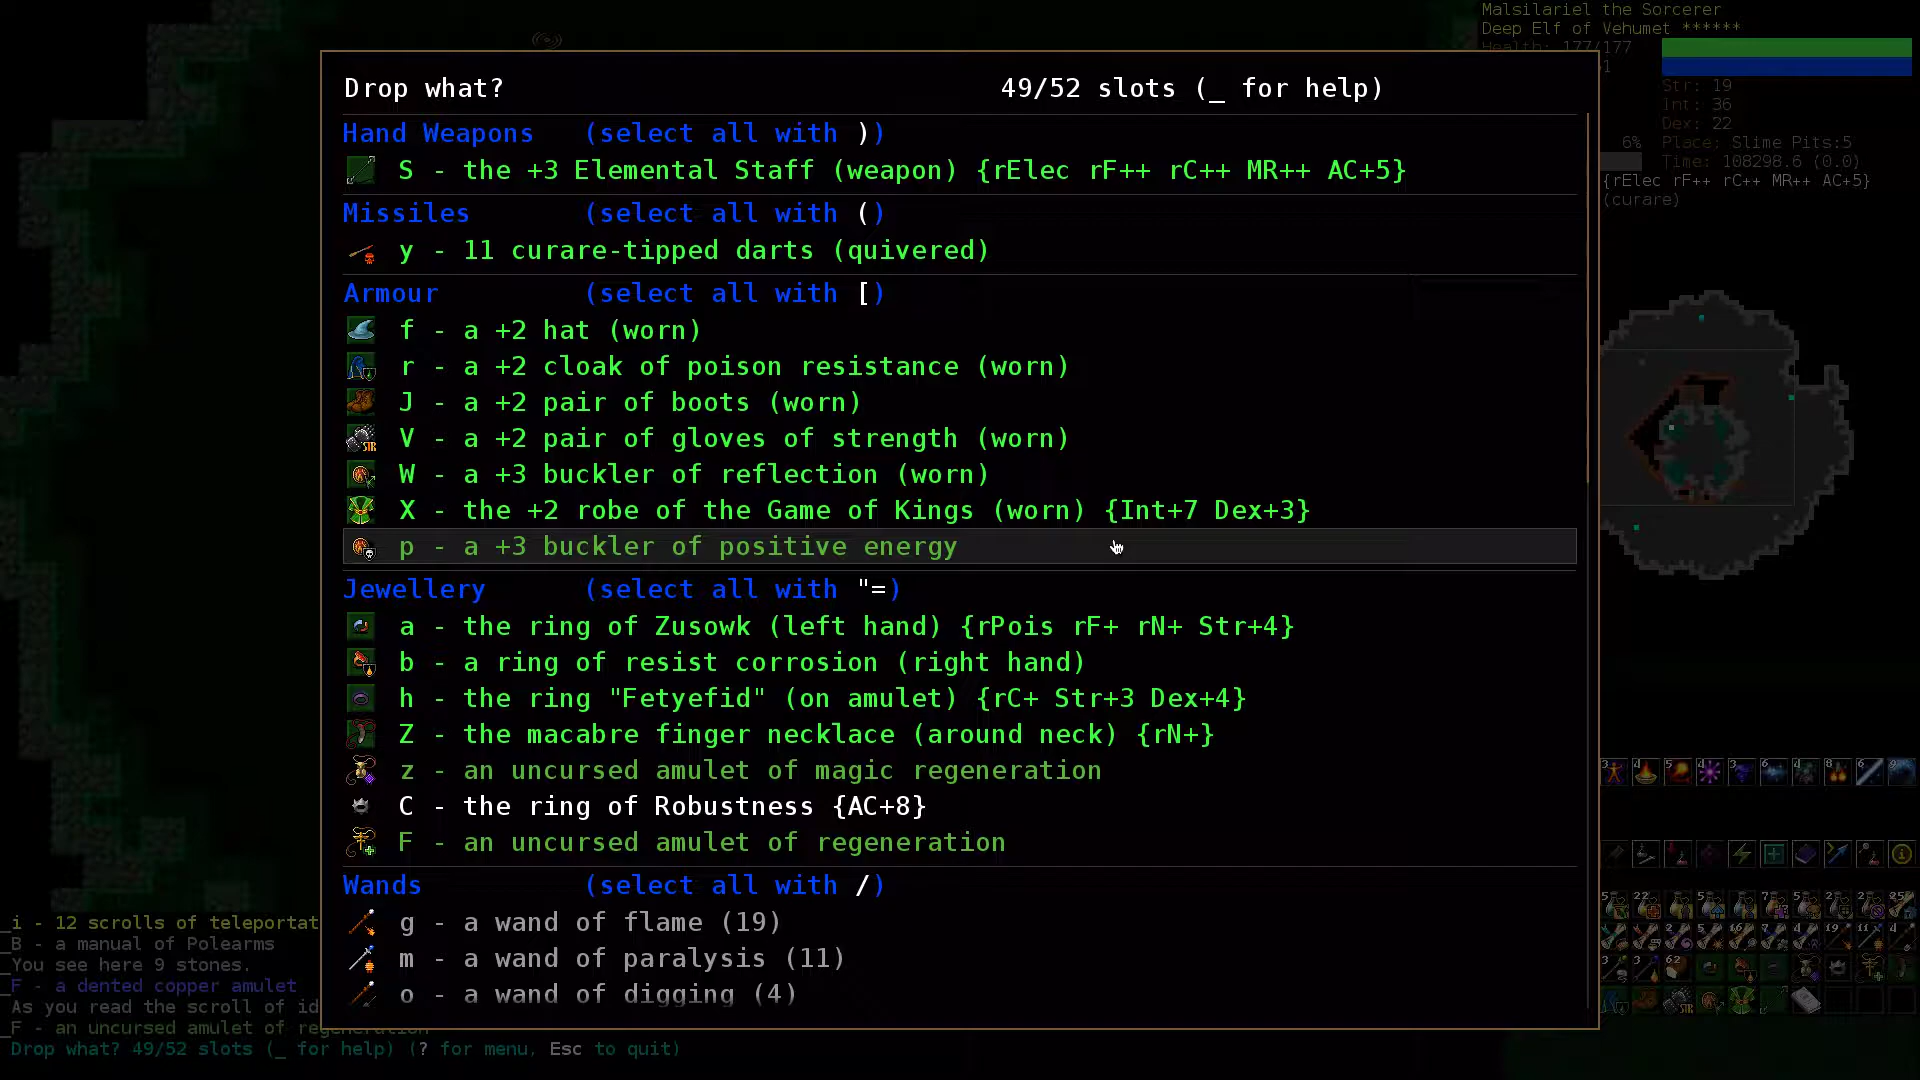 Malsilariel the Sorcerer
Deep Elf of Vehumet ******
Health: 177/177
Drop what? 49/52 slots (_ for help)
Str: 19
Int: 36
Dex: 22
6% Place: Slime Pits:5
Time: 108298.6 (0.0)
{rElec rF++ rC++ MR++ AC+5}
(curare)
Hand Weapons (select all with ))
S - the +3 Elemental Staff (weapon) {rElec rF++ rC++ MR++ AC+5}
Missiles (select all with ()
y - 11 curare-tipped darts (quivered)
Armour (select all with [)
f - a +2 hat (worn)
r - a +2 cloak of poison resistance (worn)
J - a +2 pair of boots (worn)
V - a +2 pair of gloves of strength (worn)
W - a +3 buckler of reflection (worn)
X - the +2 robe of the Game of Kings (worn) {Int+7 Dex+3}
p - a +3 buckler of positive energy
Jewellery (select all with "=)
a - the ring of Zusowk (left hand) {rPois rF+ rN+ Str+4}
b - a ring of resist corrosion (right hand)
h - the ring "Fetyefid" (on amulet) {rC+ Str+3 Dex+4}
Z - the macabre finger necklace (around neck) {rN+}
z - an uncursed amulet of magic regeneration
C - the ring of Robustness {AC+8}
F - an uncursed amulet of regeneration
Wands (select all with /)
g - a wand of flame (19)
m - a wand of paralysis (11)
o - a wand of digging (4)
_i - 12 scrolls of teleportat
_B - a manual of Polearms
_You see here 9 stones.
_F - a dented copper amulet
As you read the scroll of id
_F - an uncursed amulet of regeneration
Drop what? 49/52 slots (_ for help) (? for menu, Esc to quit)